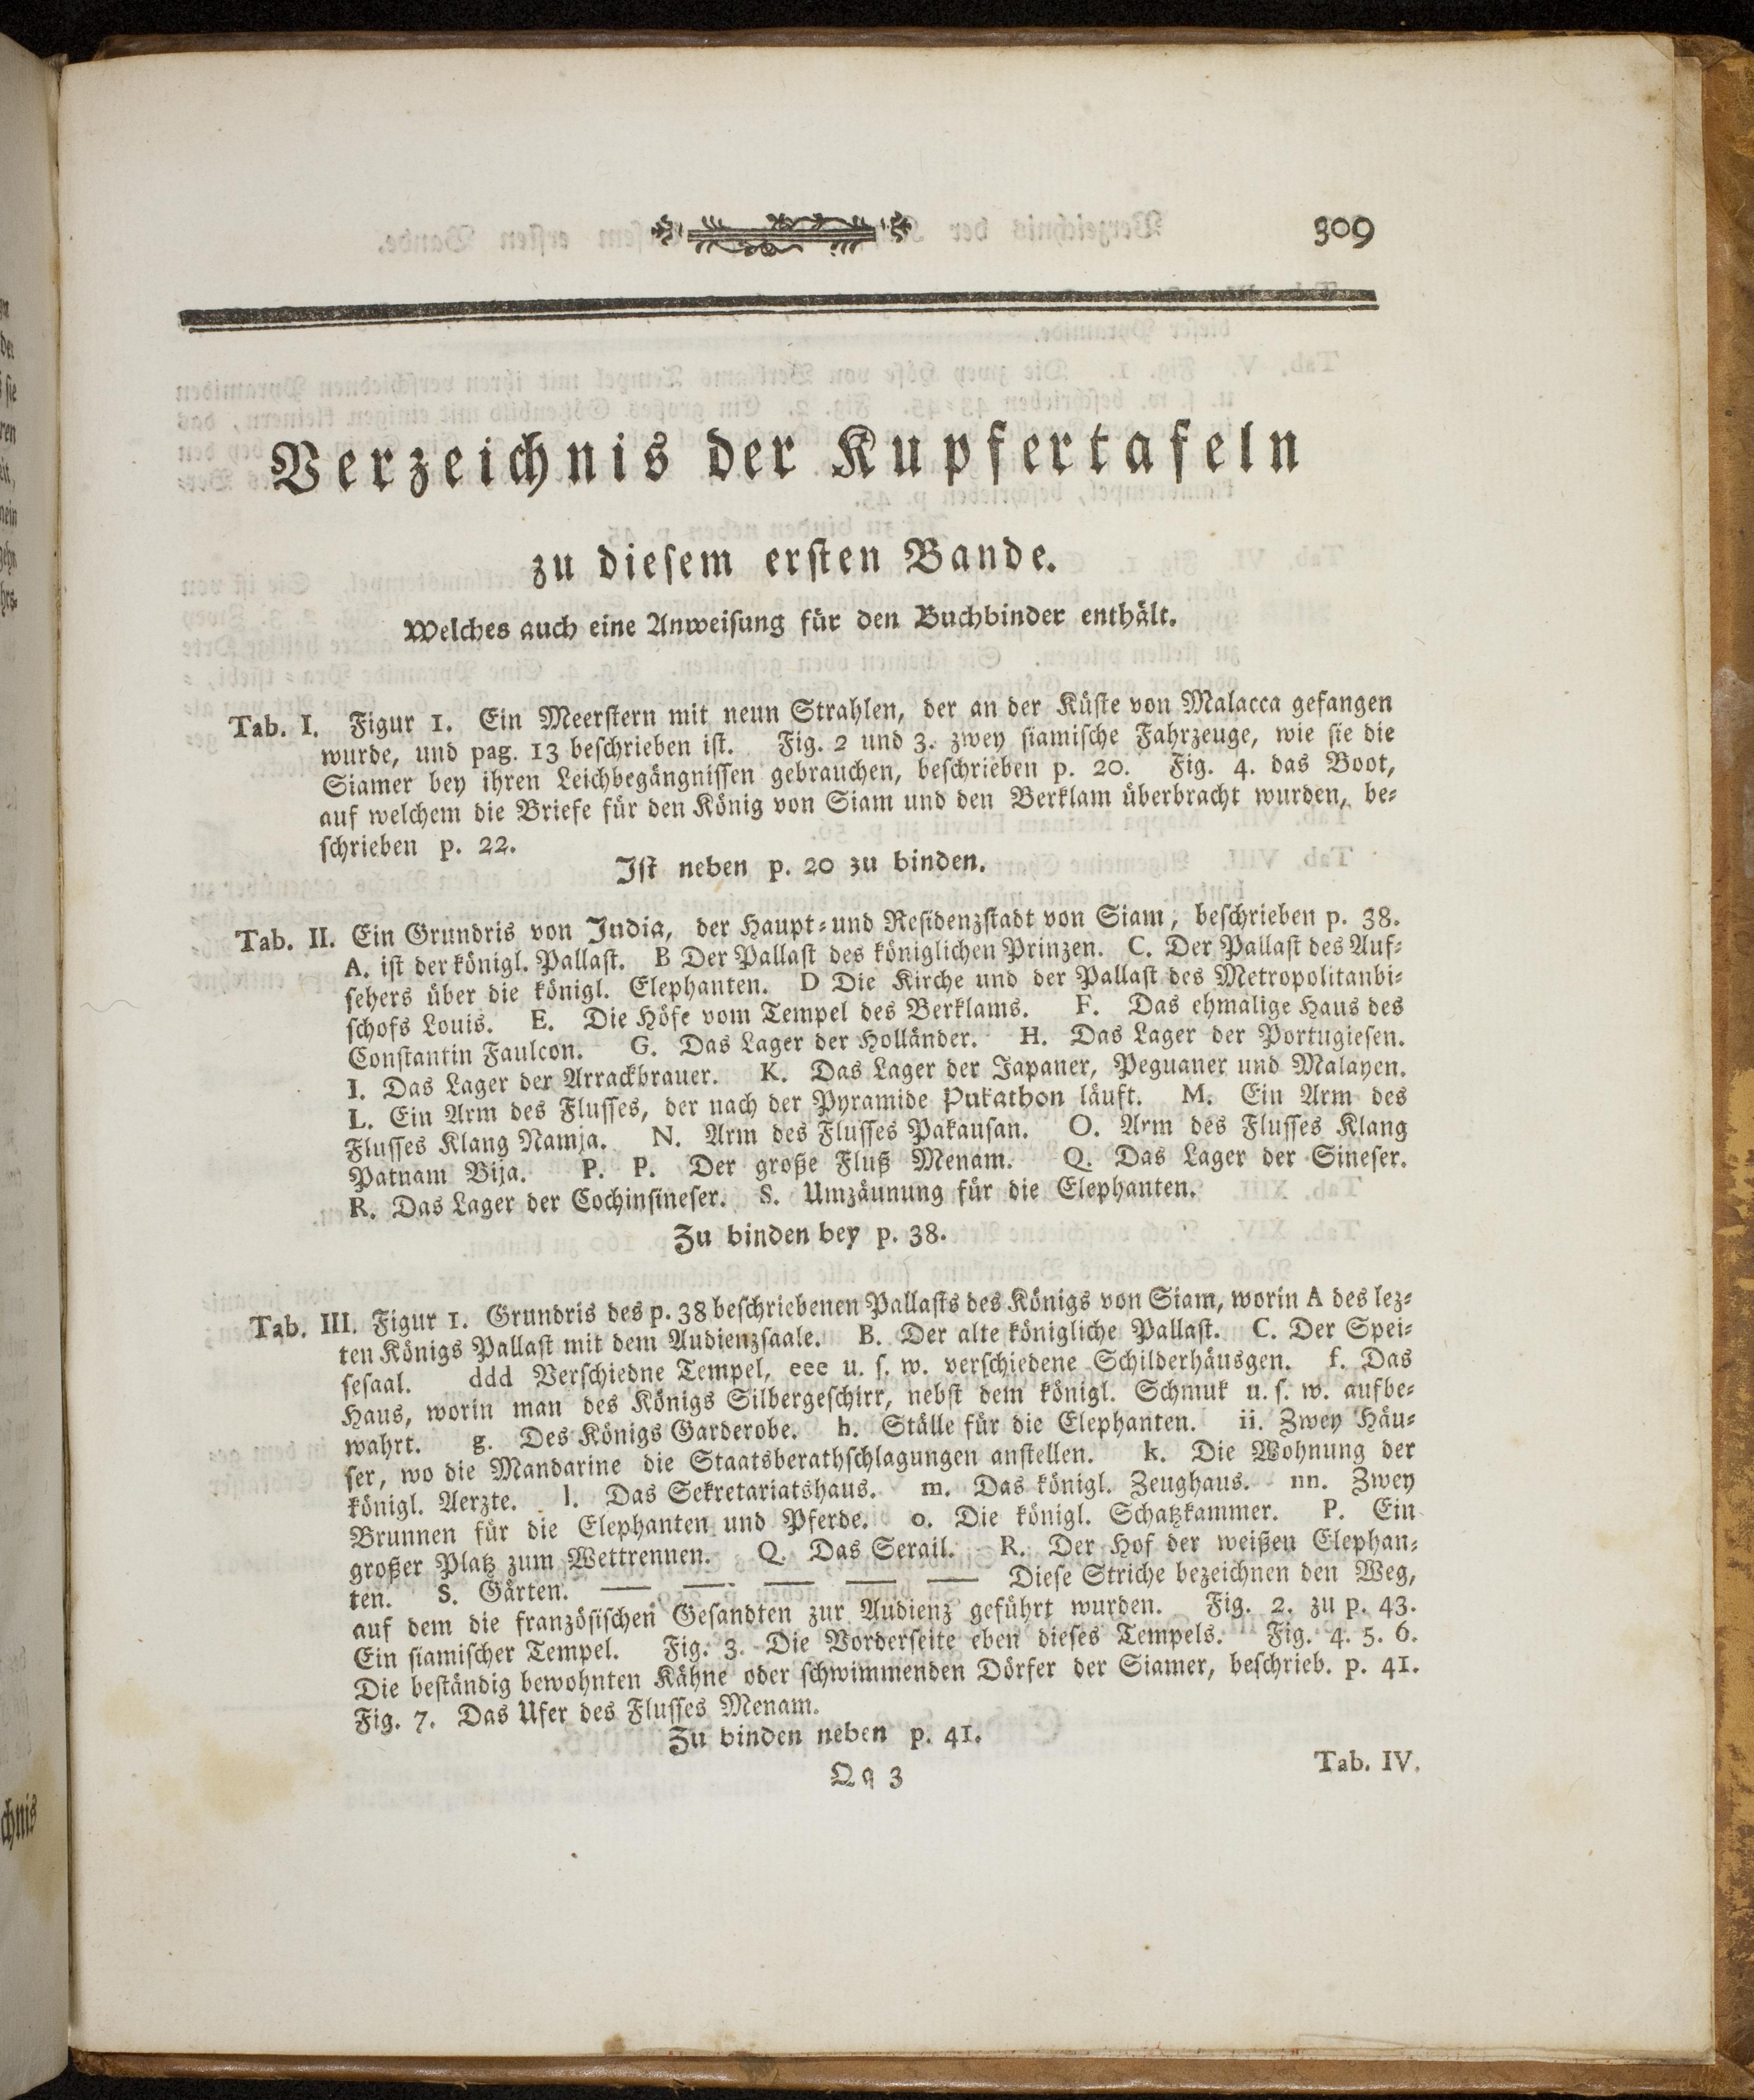 309
Verzeichnis der Kupfertafeln
zu diesem ersten Bande.
Welches auch eine Anweisung für den Buchbinder enthält.
Tab. I. Figur 1. Ein Meerstern mit neun Strahlen, der an der Küste von Malacca gefangen
wurde, und pag. 13 beschrieben ist. Fig. 2 und 3. zwey siamische Fahrzeuge, wie sie die
Siamer bey ihren Leichbegängnissen gebrauchen, beschrieben p. 20. Fig. 4. das Boot,
auf welchem die Briefe für den König von Siam und den Berklam überbracht wurden, be-
schrieben p. 22.
Ist neben p. 20 zu binden.
Tab. II. Ein Grundris von Judia, der Haupt- und Residenzstadt von Siam, beschrieben p. 38.
A. ist der königl. Pallast. B Der Pallast des königlichen Prinzen. C. Der Pallast des Auf-
sehers über die königl. Elephanten. D Die Kirche und der Pallast des Metropolitanbi-
schofs Louis. E. Die Höfe vom Tempel des Berklams. F. Das ehmalige Haus des
Constantin Faulcon. G. Das Lager der Holländer. H. Das Lager der Portugiesen.
I. Das Lager der Arrackbrauer. K. Das Lager der Japaner, Peguaner und Malayen.
L. Ein Arm des Flusses, der nach der Pyramide Pukathon läuft. M. Ein Arm des
Flusses Klang Namja. N. Arm des Flusses Pakausan. O. Arm des Flusses Klang
Patnam Bija. P. P. Der große Fluß Menam. Q. Das Lager der Sineser.
R. Das Lager der Cochinsineser. S. Umzäunung für die Elephanten.
Zu binden bey p. 38.
Tab. III. Figur 1. Grundris des p. 38 beschriebenen Pallasts des Königs von Siam, worin A des lez-
ten Königs Pallast mit dem Audienzsaale. B. Der alte königliche Pallast. C. Der Spei-
sesaal. ddd Verschiedne Tempel, eee u. s. w. verschiedene Schilderhäusgen. f. Das
Haus, worin man des Königs Silbergeschirr, nebst dem königl. Schmuk u. s. w. aufbe-
wahrt. g. Des Königs Garderobe. h. Ställe für die Elephanten. ii. Zwey Häu-
ser, wo die Mandarine die Staatsberathschlagungen anstellen. k. Die Wohnung der
königl. Aerzte. l. Das Sekretariatshaus. m. Das königl. Zeughaus. nn. Zwey
Brunnen für die Elephanten und Pferde. o. Die königl. Schatzkammer. P. Ein
großer Platz zum Wettrennen. Q. Das Serail. R. Der Hof der weißen Elephan-
ten. S. Gärten. — — — — — Diese Striche bezeichnen den Weg,
auf dem die französischen Gesandten zur Audienz geführt wurden. Fig. 2. zu p. 43.
Ein siamischer Tempel. Fig. 3. Die Vorderseite eben dieses Tempels. Fig. 4. 5. 6.
Die beständig bewohnten Kähne oder schwimmenden Dörfer der Siamer, beschrieb. p. 41.
Fig. 7. Das Ufer des Flusses Menam.
Zu binden neben p. 41.
Qq 3
Tab. IV.